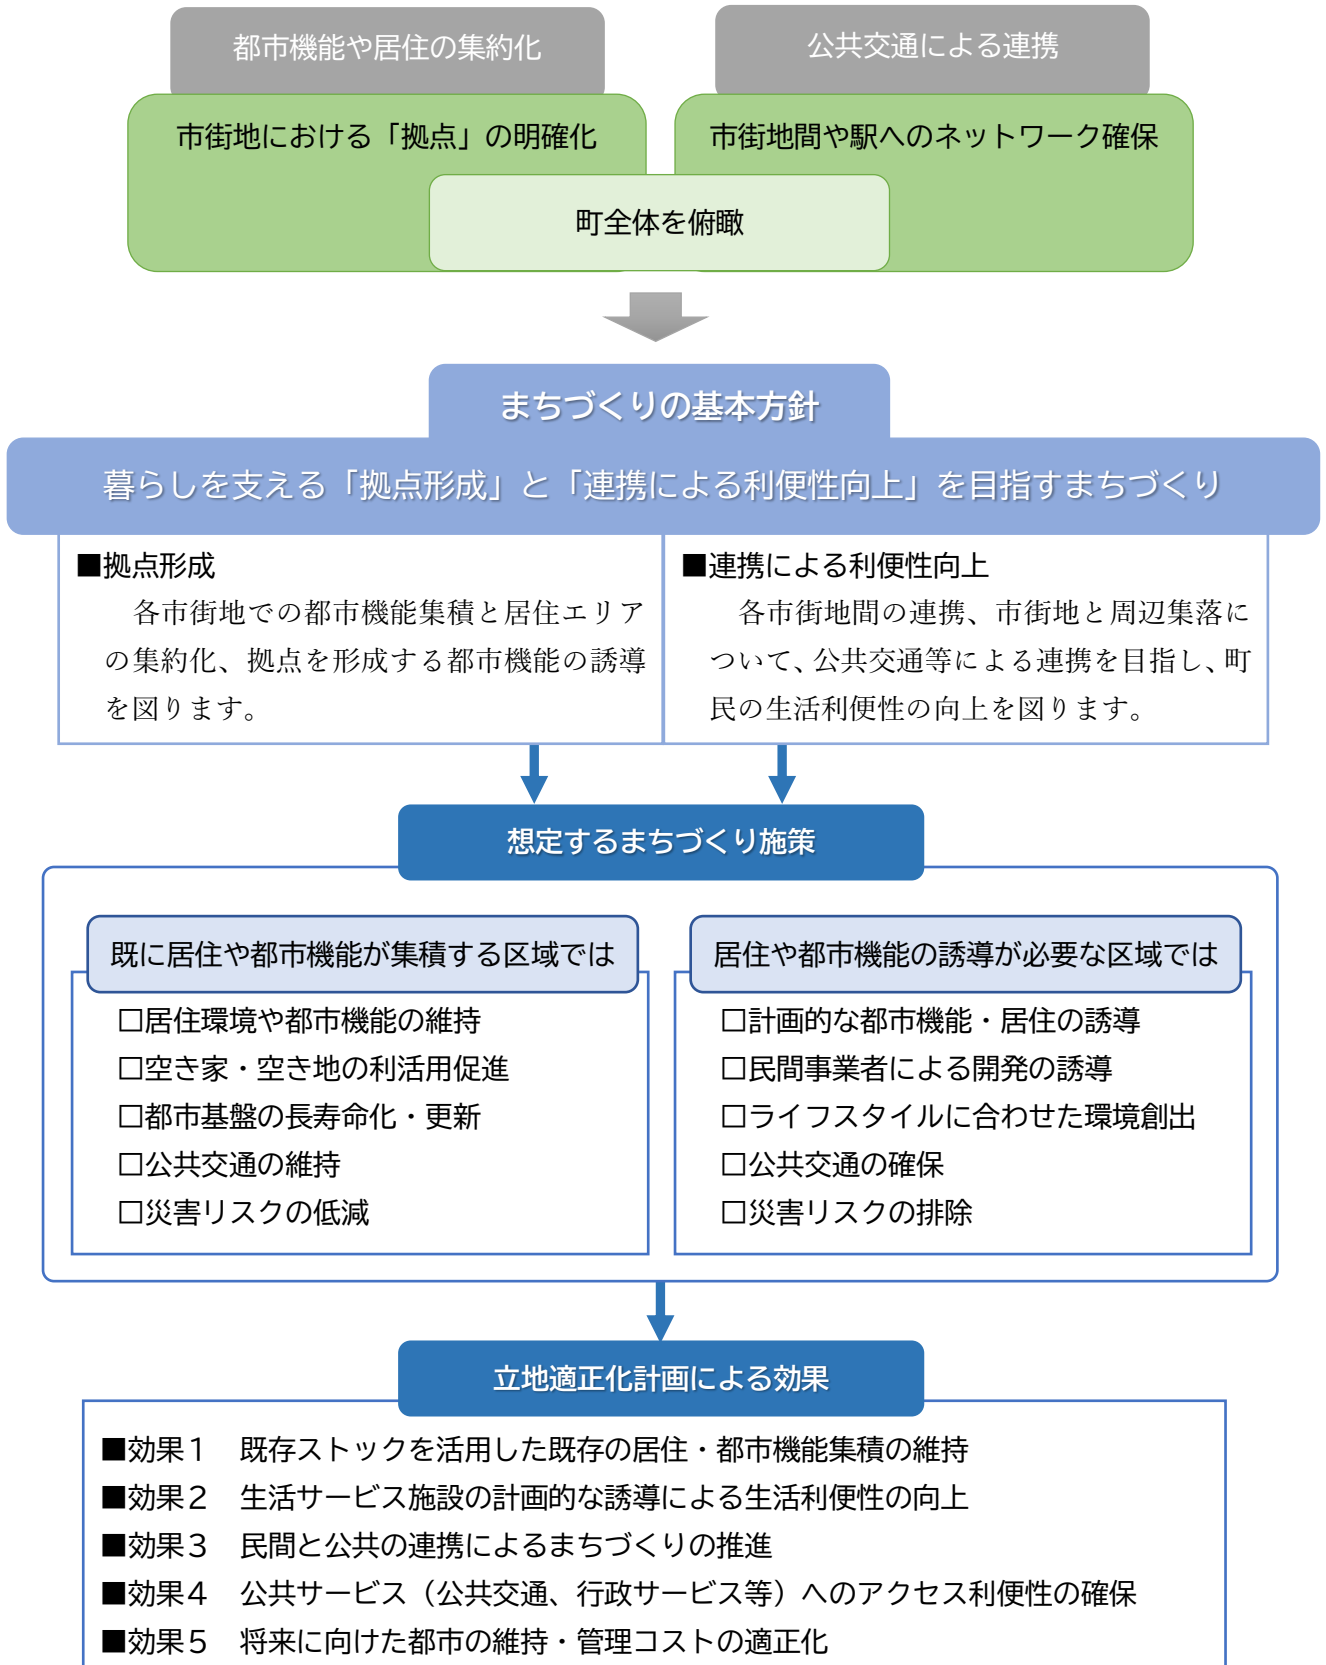 都市機能や居住の集約化
公共交通による連携
市街地における「拠点」の明確化
市街地間や駅へのネットワーク確保
町全体を俯瞰
まちづくりの基本方針
暮らしを支える「拠点形成」と「連携による利便性向上」を目指すまちづくり
■拠点形成
各市街地での都市機能集積と居住エリア
の集約化、拠点を形成する都市機能の誘導
を図ります。
■連携による利便性向上
各市街地間の連携、市街地と周辺集落に
ついて、公共交通等による連携を目指し、町
民の生活利便性の向上を図ります。
想定するまちづくり施策
既に居住や都市機能が集積する区域では
□居住環境や都市機能の維持
□空き家・空き地の利活用促進
□都市基盤の長寿命化・更新
□公共交通の維持
□災害リスクの低減
居住や都市機能の誘導が必要な区域では
□計画的な都市機能・居住の誘導
□民間事業者による開発の誘導
□ライフスタイルに合わせた環境創出
□公共交通の確保
□災害リスクの排除
立地適正化計画による効果
■効果１　既存ストックを活用した既存の居住・都市機能集積の維持
■効果２　生活サービス施設の計画的な誘導による生活利便性の向上
■効果３　民間と公共の連携によるまちづくりの推進
■効果４　公共サービス（公共交通、行政サービス等）へのアクセス利便性の確保
■効果５　将来に向けた都市の維持・管理コストの適正化